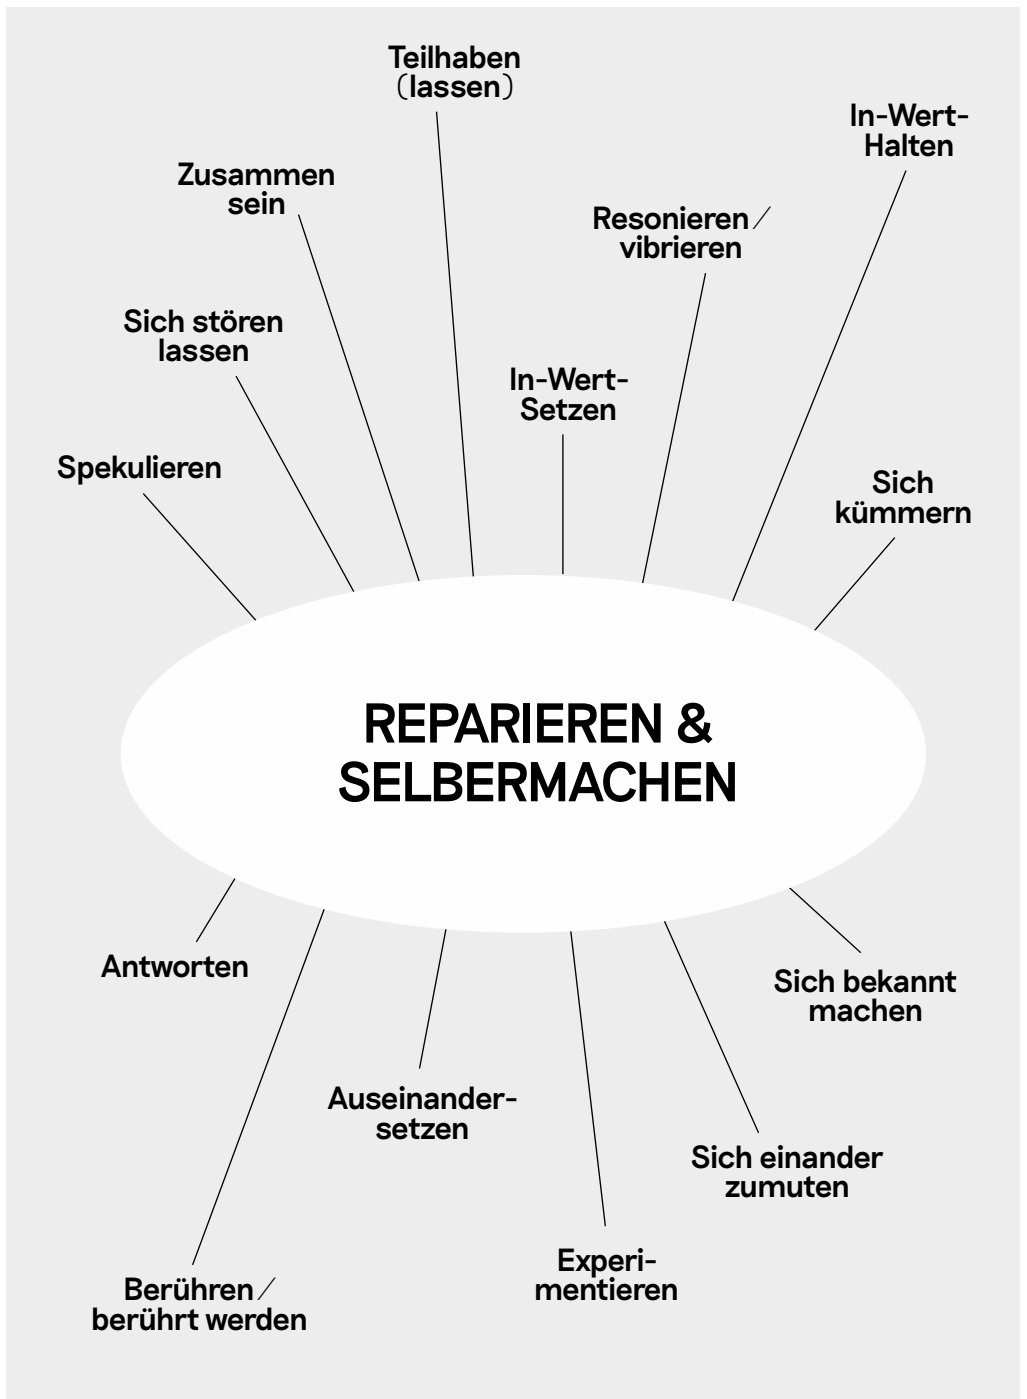 Teilhaben
(lassen)
In-Wert-
Halten
Zusammen
sein
Resonieren /
vibrieren
Sich stören
lassen
In-Wert-
Setzen
Spekulieren
Sich
kümmern
REPARIEREN &
SELBERMACHEN
Antworten
Sich bekannt
machen
Auseinander-
setzen
Sich einander
zumuten
Experi-
mentieren
Berühren /
berührt werden